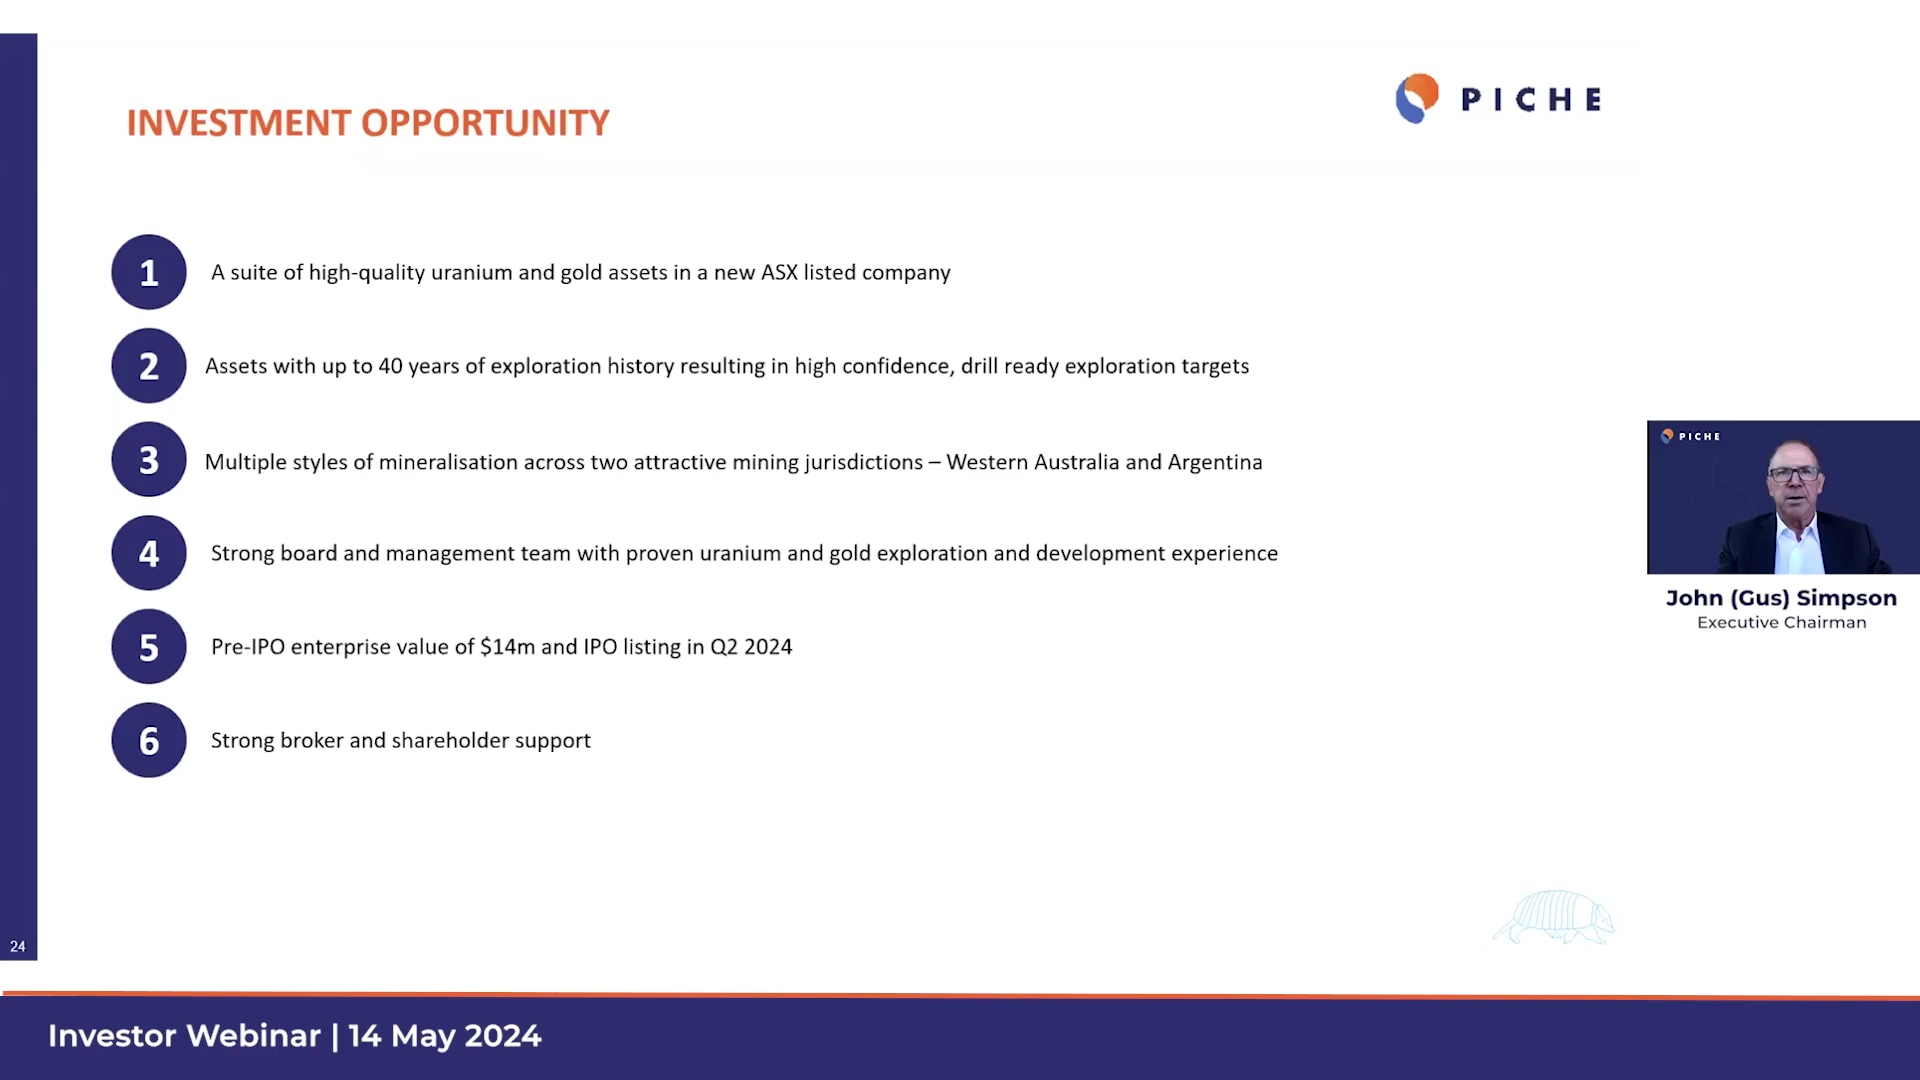 INVESTMENT OPPORTUNITY
PICHE
1 A suite of high-quality uranium and gold assets in a new ASX listed company
2 Assets with up to 40 years of exploration history resulting in high confidence, drill ready exploration targets
3 Multiple styles of mineralisation across two attractive mining jurisdictions – Western Australia and Argentina
4 Strong board and management team with proven uranium and gold exploration and development experience
5 Pre-IPO enterprise value of $14m and IPO listing in Q2 2024
6 Strong broker and shareholder support
PICHE
John (Gus) Simpson
Executive Chairman
24
Investor Webinar | 14 May 2024